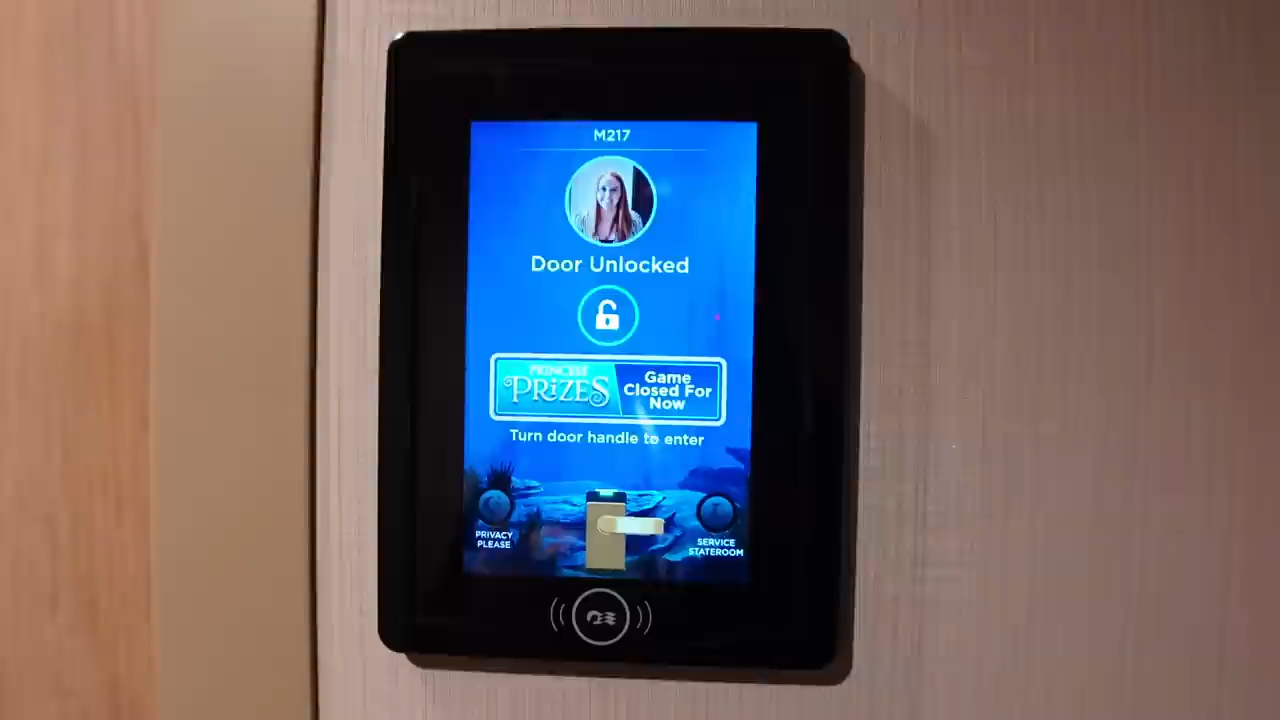 M217
Door Unlocked
PRINCESS
PRIZES
Game
Closed For
Now
Turn door handle to enter
PRIVACY
PLEASE
SERVICE
STATEROOM